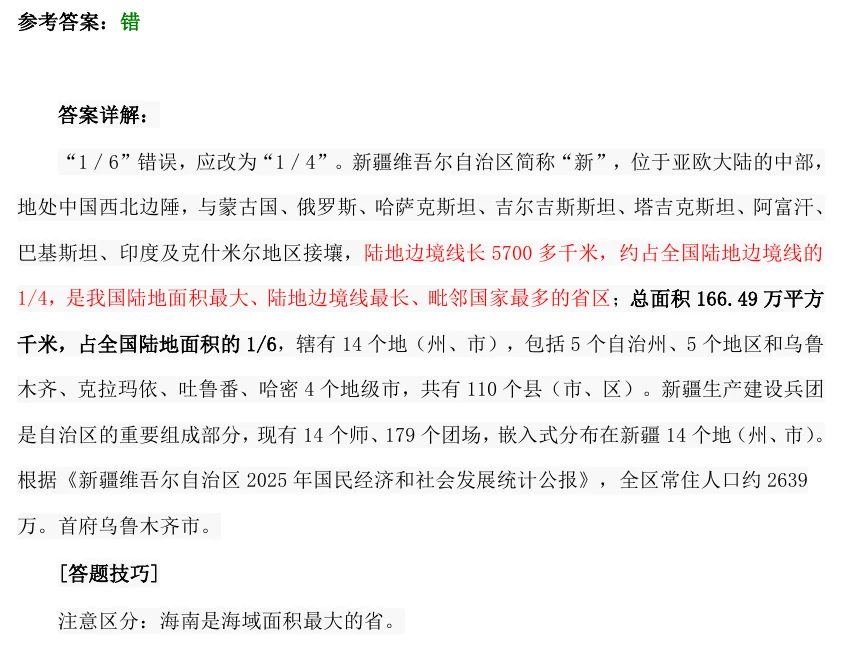 参考答案：错
答案详解：
“1／6”错误，应改为“1／4”。新疆维吾尔自治区简称“新”，位于亚欧大陆的中部，
地处中国西北边陲，与蒙古国、俄罗斯、哈萨克斯坦、吉尔吉斯斯坦、塔吉克斯坦、阿富汗、
巴基斯坦、印度及克什米尔地区接壤，陆地边境线长 5700 多千米，约占全国陆地边境线的
1/4，是我国陆地面积最大、陆地边境线最长、毗邻国家最多的省区；总面积 166.49 万平方
千米，占全国陆地面积的 1/6，辖有 14 个地（州、市），包括 5 个自治州、5 个地区和乌鲁
木齐、克拉玛依、吐鲁番、哈密 4 个地级市，共有 110 个县（市、区）。新疆生产建设兵团
是自治区的重要组成部分，现有 14 个师、179 个团场，嵌入式分布在新疆 14 个地（州、市）。
根据《新疆维吾尔自治区 2025 年国民经济和社会发展统计公报》，全区常住人口约 2639
万。首府乌鲁木齐市。
[答题技巧]
注意区分：海南是海域面积最大的省。